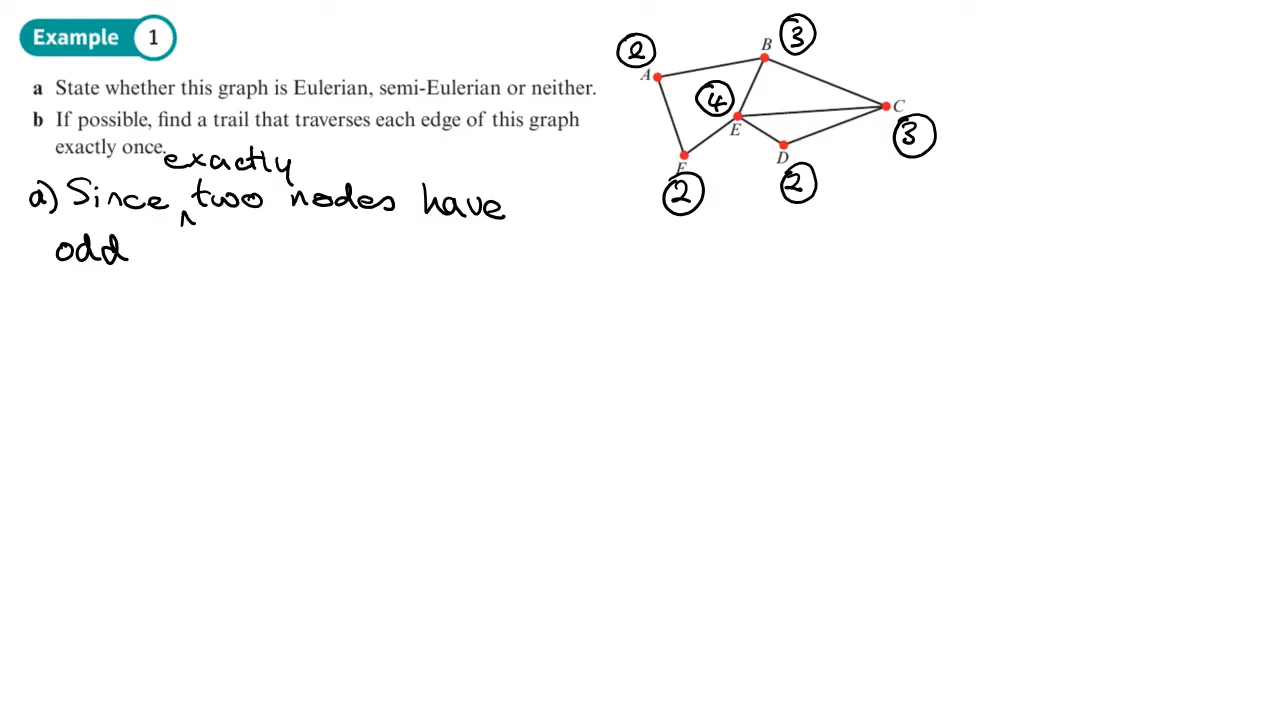 Example 1
a State whether this graph is Eulerian, semi-Eulerian or neither.
b If possible, find a trail that traverses each edge of this graph
exactly once.
exactly
a) Since ^ two nodes have
odd
② B ③
A
④
E
C
③
D
F
②
②